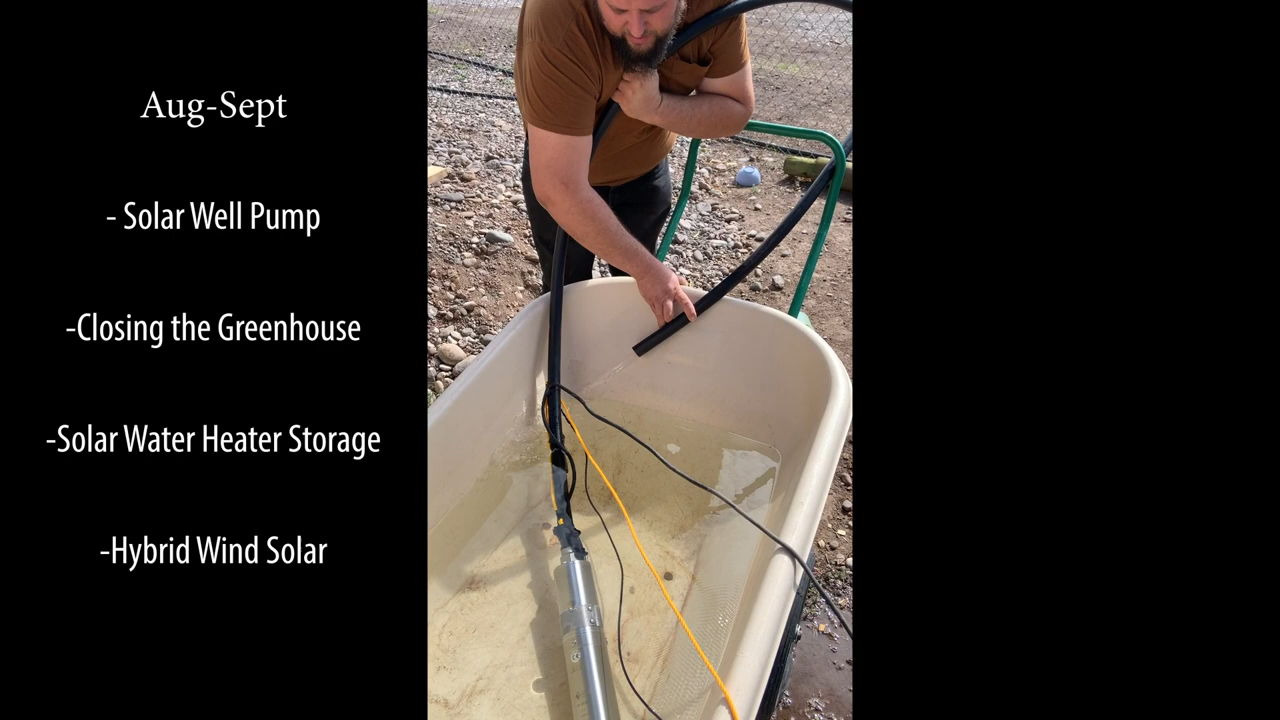 Aug-Sept
- Solar Well Pump
-Closing the Greenhouse
-Solar Water Heater Storage
-Hybrid Wind Solar